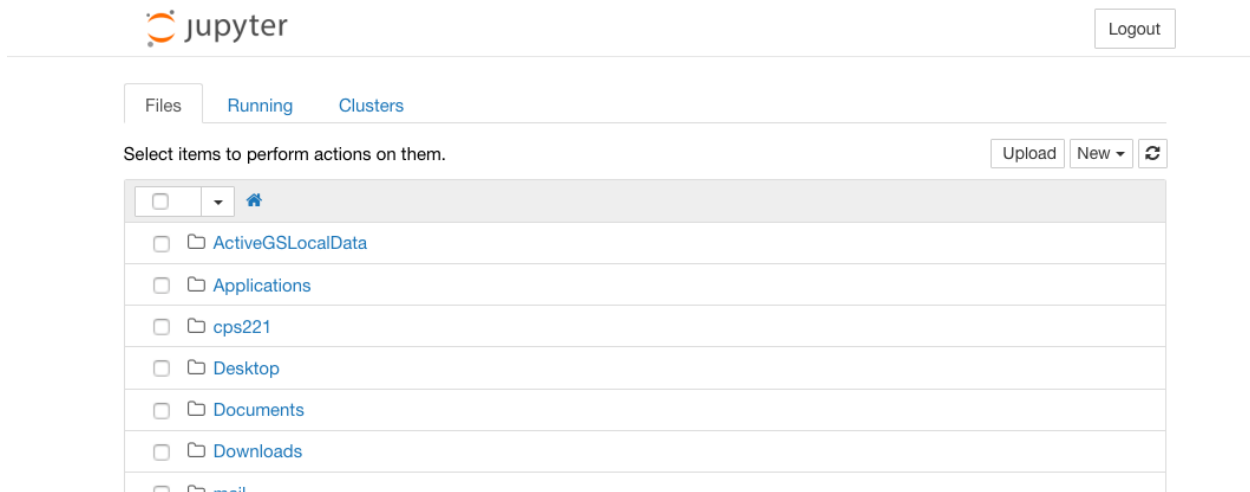 jupyter
Logout
Files Running Clusters
Select items to perform actions on them.
Upload New
ActiveGSLocalData
Applications
cps221
Desktop
Documents
Downloads
mail